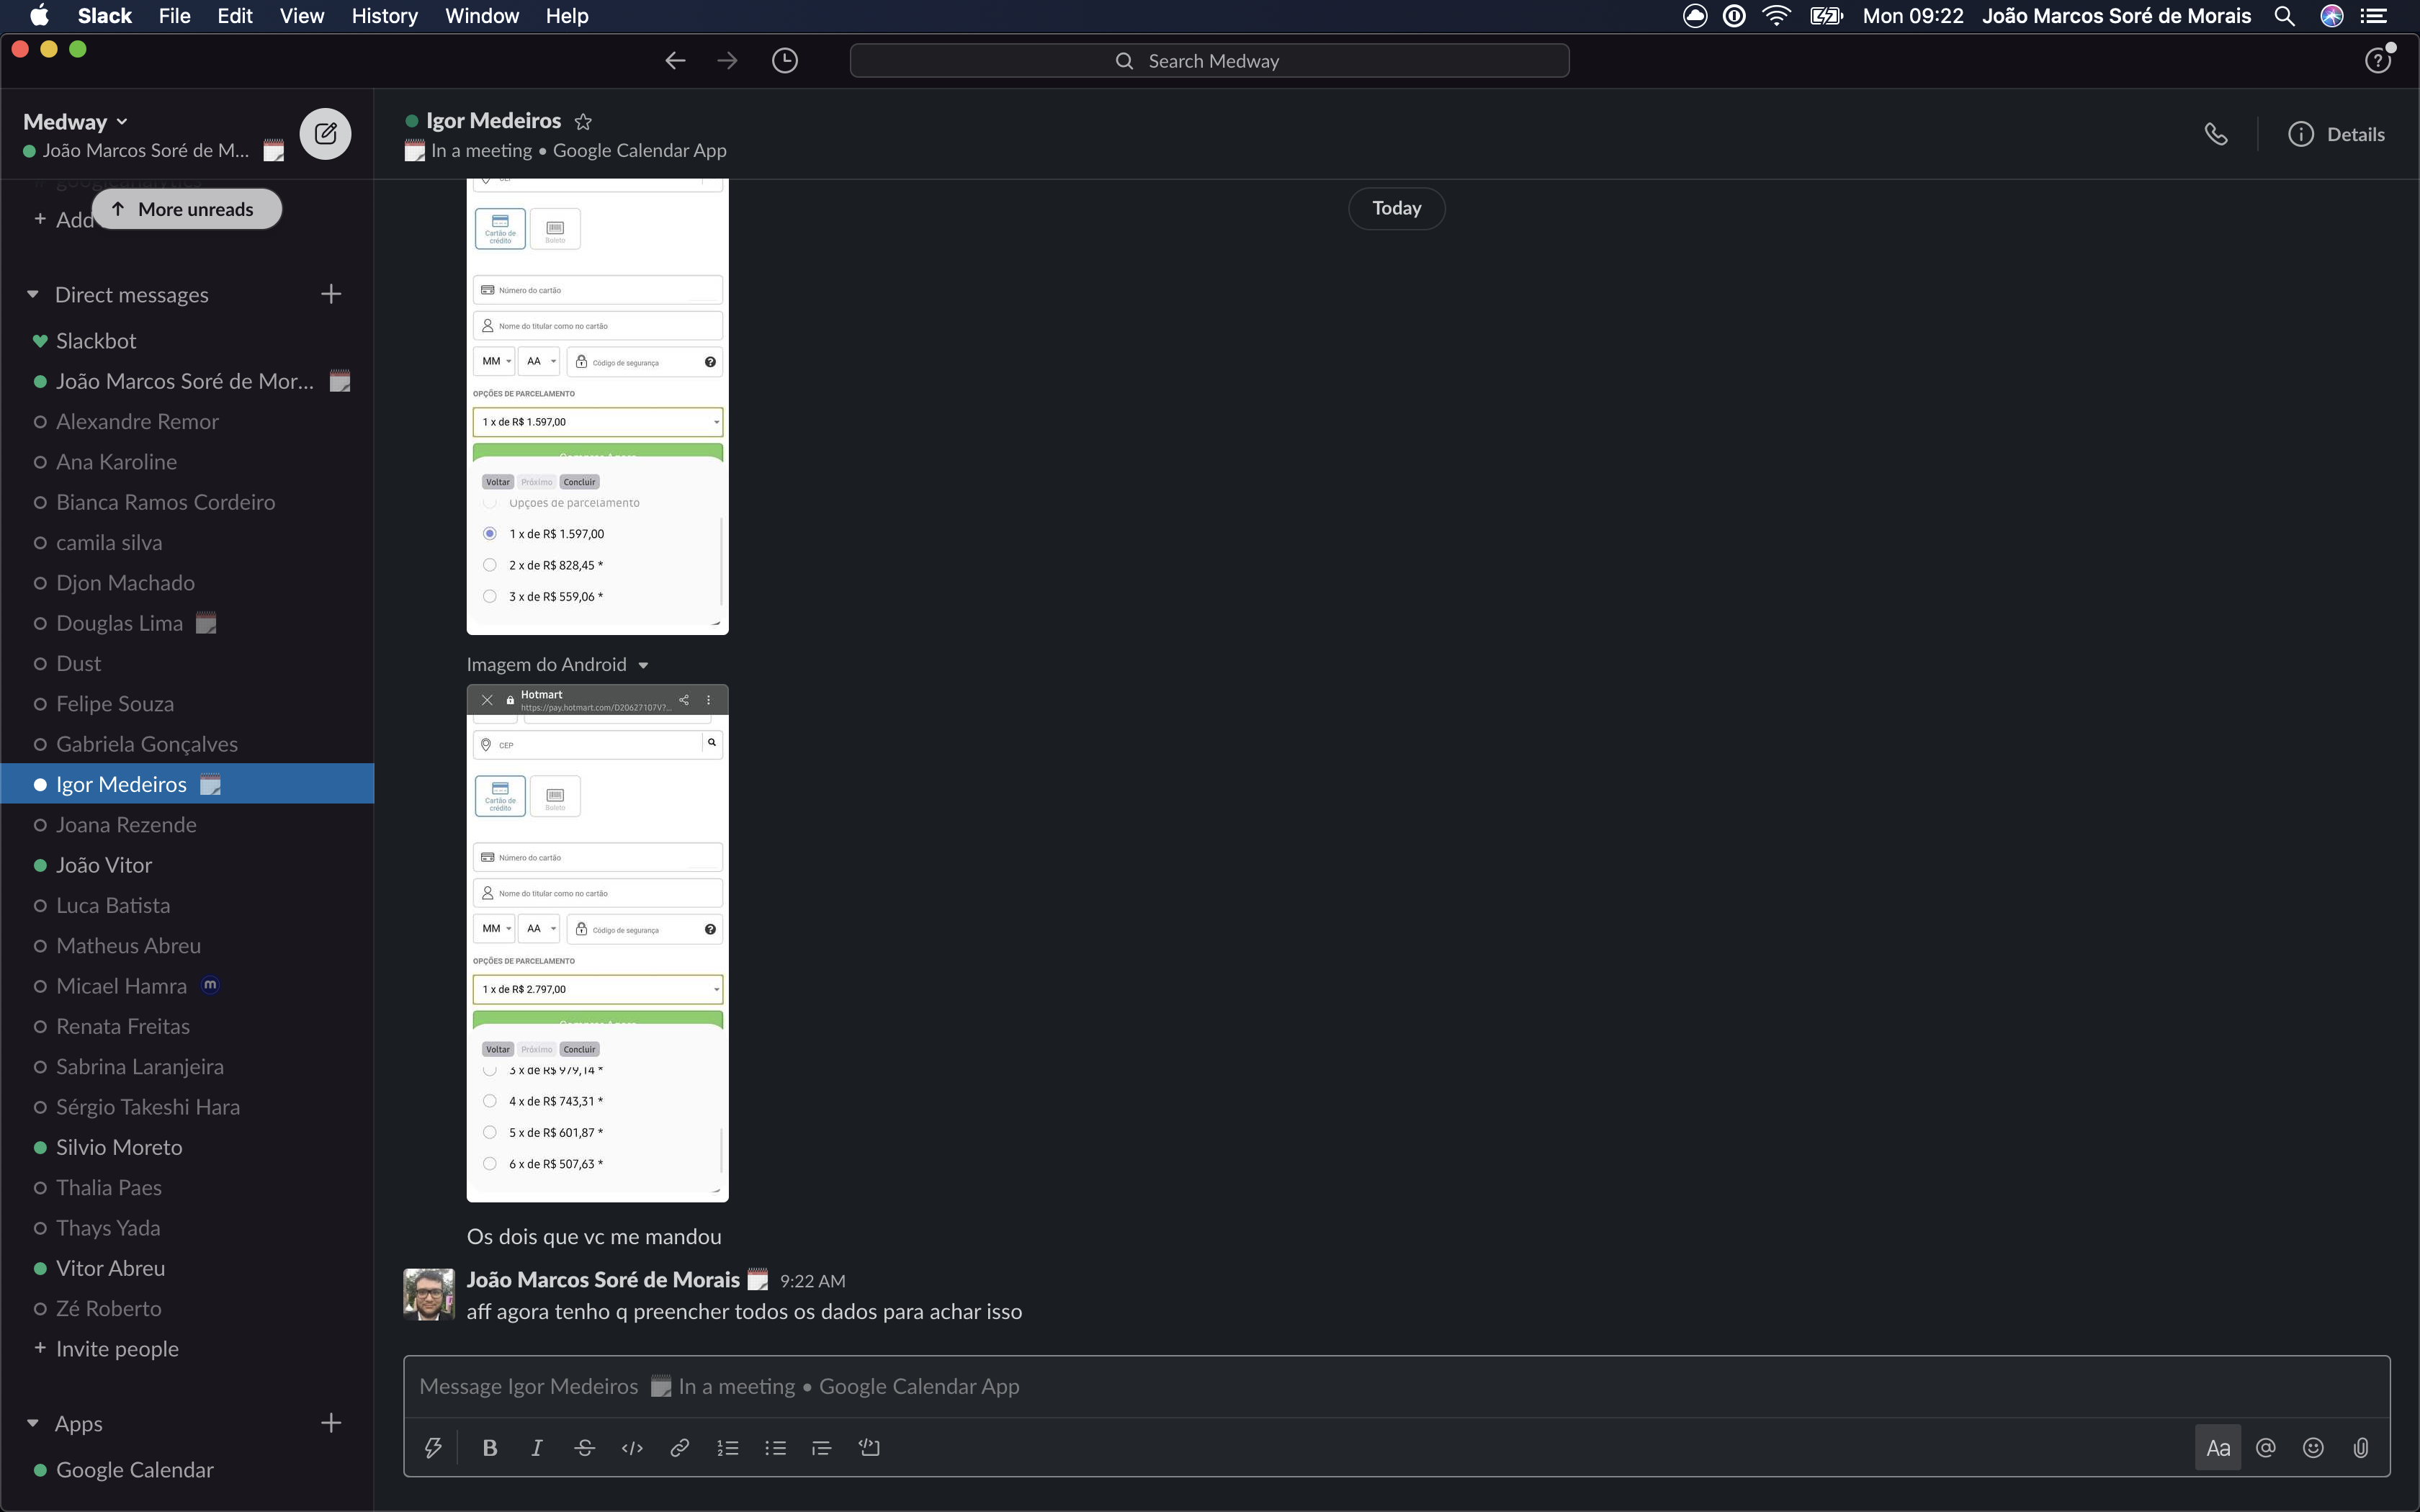 Slack File Edit View History Window Help
Mon 09:22 João Marcos Soré de Morais
Search Medway
Medway
João Marcos Soré de M...
More unreads
+ Add
Direct messages
Slackbot
João Marcos Soré de Mor...
Alexandre Remor
Ana Karoline
Bianca Ramos Cordeiro
camila silva
Djon Machado
Douglas Lima
Dust
Felipe Souza
Gabriela Gonçalves
Igor Medeiros
Joana Rezende
João Vitor
Luca Batista
Matheus Abreu
Micael Hamra m
Renata Freitas
Sabrina Laranjeira
Sérgio Takeshi Hara
Silvio Moreto
Thalia Paes
Thays Yada
Vitor Abreu
Zé Roberto
+ Invite people
Apps
Google Calendar
Igor Medeiros
In a meeting • Google Calendar App
Details
Today
Cartão de
crédito
Boleto
Número do cartão
Nome do titular como no cartão
MM AA Código de segurança
OPÇÕES DE PARCELAMENTO
1 x de R$ 1.597,00
Voltar Próximo Concluir
Opções de parcelamento
1 x de R$ 1.597,00
2 x de R$ 828,45 *
3 x de R$ 559,06 *
Imagem do Android
Hotmart
https://pay.hotmart.com/D20627107V?...
CEP
Cartão de
crédito
Boleto
Número do cartão
Nome do titular como no cartão
MM AA Código de segurança
OPÇÕES DE PARCELAMENTO
1 x de R$ 2.797,00
Voltar Próximo Concluir
3 x de R$ 979,14 *
4 x de R$ 743,31 *
5 x de R$ 601,87 *
6 x de R$ 507,63 *
Os dois que vc me mandou
João Marcos Soré de Morais 9:22 AM
aff agora tenho q preencher todos os dados para achar isso
Message Igor Medeiros In a meeting • Google Calendar App
B I S </> Aa @